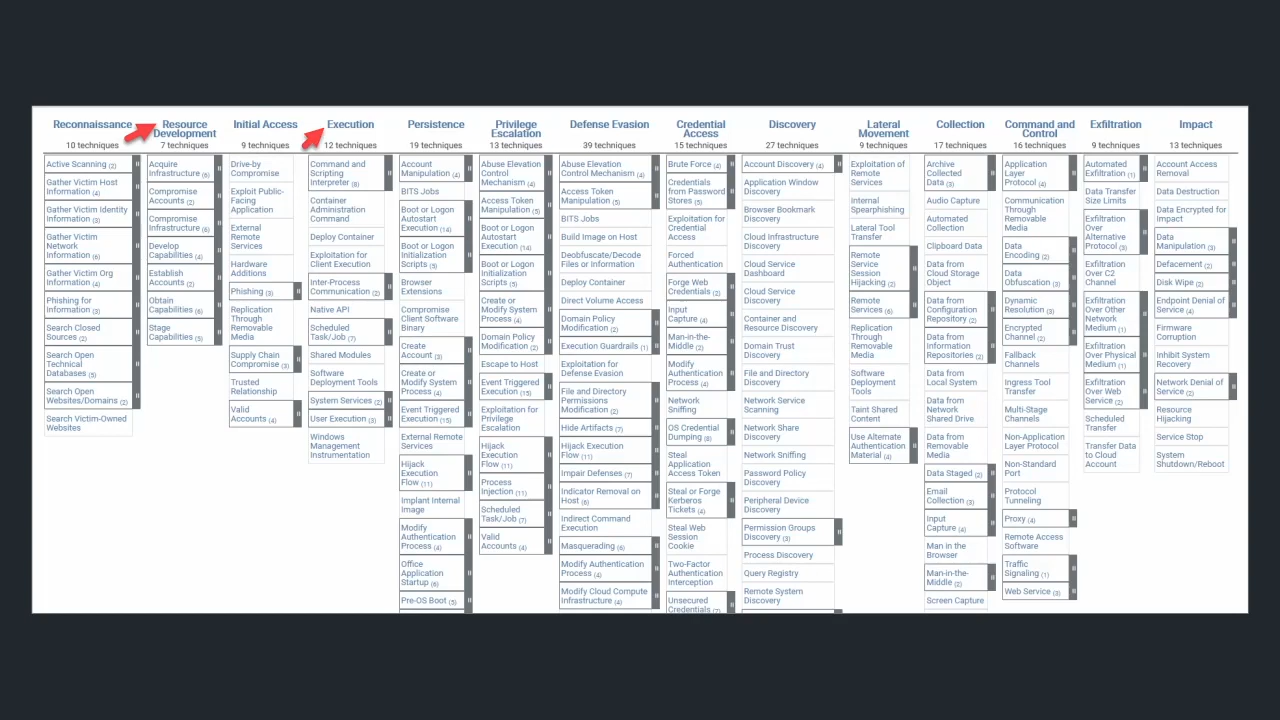 Reconnaissance
10 techniques
Active Scanning (2)
Gather Victim Host
Information (4)
Gather Victim Identity
Information (3)
Gather Victim
Network
Information (6)
Gather Victim Org
Information (4)
Phishing for
Information (3)
Search Closed
Sources (2)
Search Open
Technical
Databases (5)
Search Open
Websites/Domains (2)
Search Victim-Owned
Websites
Resource
Development
7 techniques
Acquire
Infrastructure (6)
Compromise
Accounts (2)
Compromise
Infrastructure (6)
Develop
Capabilities (4)
Establish
Accounts (2)
Obtain
Capabilities (6)
Stage
Capabilities (5)
Initial Access
9 techniques
Drive-by
Compromise
Exploit Public-
Facing
Application
External
Remote
Services
Hardware
Additions
Phishing (3)
Replication
Through
Removable
Media
Supply Chain
Compromise (3)
Trusted
Relationship
Valid
Accounts (4)
Execution
12 techniques
Command and
Scripting
Interpreter (8)
Container
Administration
Command
Deploy Container
Exploitation for
Client Execution
Inter-Process
Communication (2)
Native API
Scheduled
Task/Job (7)
Shared Modules
Software
Deployment Tools
System Services (2)
User Execution (3)
Windows
Management
Instrumentation
Persistence
19 techniques
Account
Manipulation (4)
BITS Jobs
Boot or Logon
Autostart
Execution (14)
Boot or Logon
Initialization
Scripts (5)
Browser
Extensions
Compromise
Client Software
Binary
Create
Account (3)
Create or
Modify System
Process (4)
Event Triggered
Execution (15)
External Remote
Services
Hijack
Execution
Flow (11)
Implant Internal
Image
Modify
Authentication
Process (4)
Office
Application
Startup (6)
Pre-OS Boot (5)
Privilege
Escalation
13 techniques
Abuse Elevation
Control
Mechanism (4)
Access Token
Manipulation (5)
Boot or Logon
Autostart
Execution (14)
Boot or Logon
Initialization
Scripts (5)
Create or
Modify System
Process (4)
Domain Policy
Modification (2)
Escape to Host
Event Triggered
Execution (15)
Exploitation for
Privilege
Escalation
Hijack
Execution
Flow (11)
Process
Injection (11)
Scheduled
Task/Job (7)
Valid
Accounts (4)
Defense Evasion
39 techniques
Abuse Elevation
Control Mechanism (4)
Access Token
Manipulation (5)
BITS Jobs
Build Image on Host
Deobfuscate/Decode
Files or Information
Deploy Container
Direct Volume Access
Domain Policy
Modification (2)
Execution Guardrails (1)
Exploitation for
Defense Evasion
File and Directory
Permissions
Modification (2)
Hide Artifacts (7)
Hijack Execution
Flow (11)
Impair Defenses (7)
Indicator Removal on
Host (6)
Indirect Command
Execution
Masquerading (6)
Modify Authentication
Process (4)
Modify Cloud Compute
Infrastructure (4)
Credential
Access
15 techniques
Brute Force (4)
Credentials
from Password
Stores (5)
Exploitation for
Credential
Access
Forced
Authentication
Forge Web
Credentials (2)
Input
Capture (4)
Man-in-the-
Middle (2)
Modify
Authentication
Process (4)
Network
Sniffing
OS Credential
Dumping (8)
Steal
Application
Access Token
Steal or Forge
Kerberos
Tickets (4)
Steal Web
Session
Cookie
Two-Factor
Authentication
Interception
Unsecured
Credentials (7)
Discovery
27 techniques
Account Discovery (4)
Application Window
Discovery
Browser Bookmark
Discovery
Cloud Infrastructure
Discovery
Cloud Service
Dashboard
Cloud Service
Discovery
Container and
Resource Discovery
Domain Trust
Discovery
File and Directory
Discovery
Network Service
Scanning
Network Share
Discovery
Network Sniffing
Password Policy
Discovery
Peripheral Device
Discovery
Permission Groups
Discovery (3)
Process Discovery
Query Registry
Remote System
Discovery
Lateral
Movement
9 techniques
Exploitation of
Remote
Services
Internal
Spearphishing
Lateral Tool
Transfer
Remote
Service
Session
Hijacking (2)
Remote
Services (6)
Replication
Through
Removable
Media
Software
Deployment
Tools
Taint Shared
Content
Use Alternate
Authentication
Material (4)
Collection
17 techniques
Archive
Collected
Data (3)
Audio Capture
Automated
Collection
Clipboard Data
Data from
Cloud Storage
Object
Data from
Configuration
Repository (2)
Data from
Information
Repositories (2)
Data from
Local System
Data from
Network
Shared Drive
Data from
Removable
Media
Data Staged (2)
Email
Collection (3)
Input
Capture (4)
Man in the
Browser
Man-in-the-
Middle (2)
Screen Capture
Command and
Control
16 techniques
Application
Layer
Protocol (4)
Communication
Through
Removable
Media
Data
Encoding (2)
Data
Obfuscation (3)
Dynamic
Resolution (3)
Encrypted
Channel (2)
Fallback
Channels
Ingress Tool
Transfer
Multi-Stage
Channels
Non-Application
Layer Protocol
Non-Standard
Port
Protocol
Tunneling
Proxy (4)
Remote Access
Software
Traffic
Signaling (1)
Web Service (3)
Exfiltration
9 techniques
Automated
Exfiltration (1)
Data Transfer
Size Limits
Exfiltration
Over
Alternative
Protocol (3)
Exfiltration
Over C2
Channel
Exfiltration
Over Other
Network
Medium (1)
Exfiltration
Over Physical
Medium (1)
Exfiltration
Over Web
Service (2)
Scheduled
Transfer
Transfer Data
to Cloud
Account
Impact
13 techniques
Account Access
Removal
Data Destruction
Data Encrypted for
Impact
Data
Manipulation (3)
Defacement (2)
Disk Wipe (2)
Endpoint Denial of
Service (4)
Firmware
Corruption
Inhibit System
Recovery
Network Denial of
Service (2)
Resource
Hijacking
Service Stop
System
Shutdown/Reboot